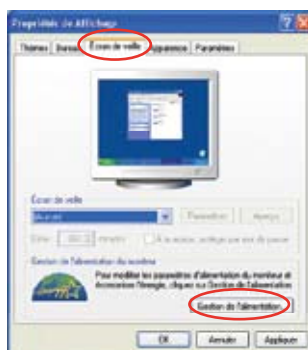 Propriétés de Affichage
Thèmes Bureau Écran de veille Apparence Paramètres
Écran de veille
Paramètres Aperçu
minutes
Gestion de l'alimentation du moniteur
Pour modifier les paramètres d'alimentation du moniteur et
économiser l'énergie, cliquez sur Gestion de l'alimentation.
Gestion de l'alimentation
OK Annuler Appliquer